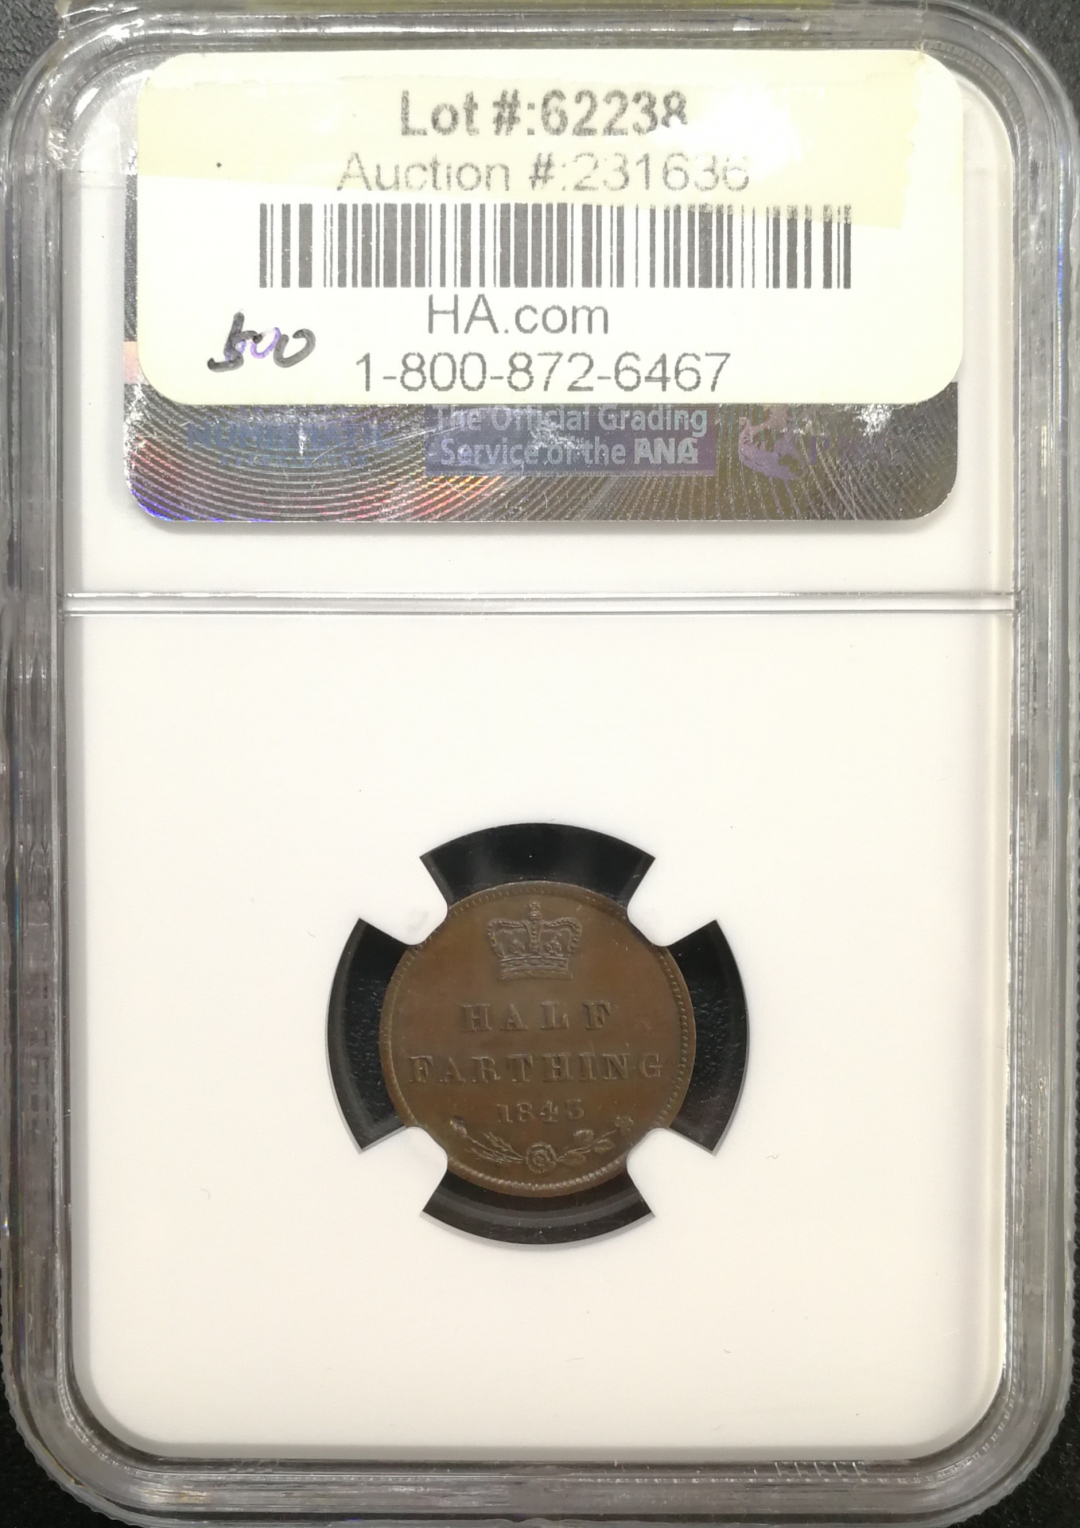 Lot #:62238
Auction #:231636
HA.com
500
1-800-872-6467
The Official Grading
Service of the ANA
HALF
FARTHING
1843